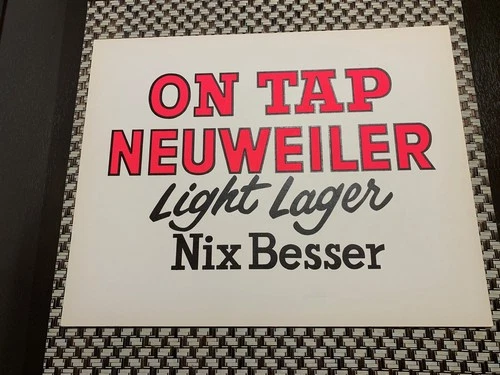 ON TAP
NEUWEILER
Light Lager
Nix Besser